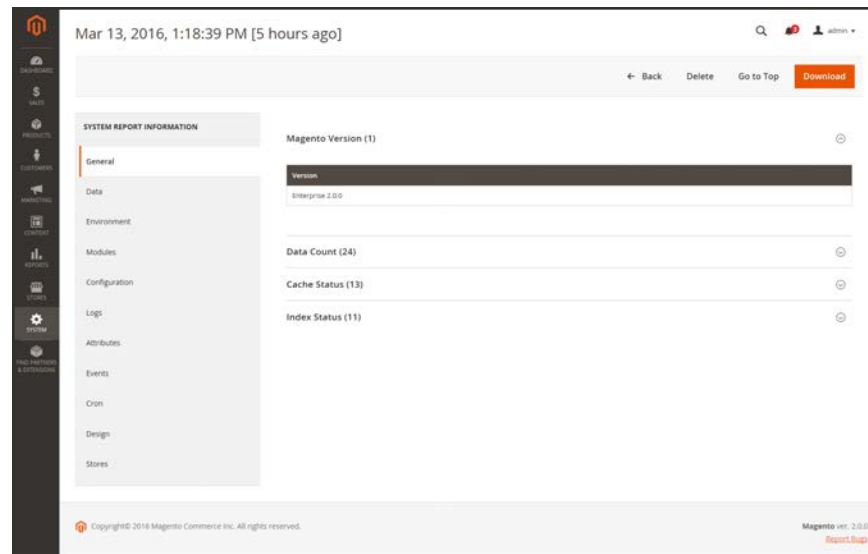 Mar 13, 2016, 1:18:39 PM [5 hours ago]
admin
DASHBOARD
SALES
PRODUCTS
CUSTOMERS
MARKETING
CONTENT
REPORTS
STORES
SYSTEM
FIND PARTNERS
& EXTENSIONS
← Back Delete Go to Top Download
SYSTEM REPORT INFORMATION
General
Data
Environment
Modules
Configuration
Logs
Attributes
Events
Cron
Design
Stores
Magento Version (1)
Version
Enterprise 2.0.0
Data Count (24)
Cache Status (13)
Index Status (11)
Copyright© 2016 Magento Commerce Inc. All rights reserved.
Magento ver. 2.0.0
Report Bugs